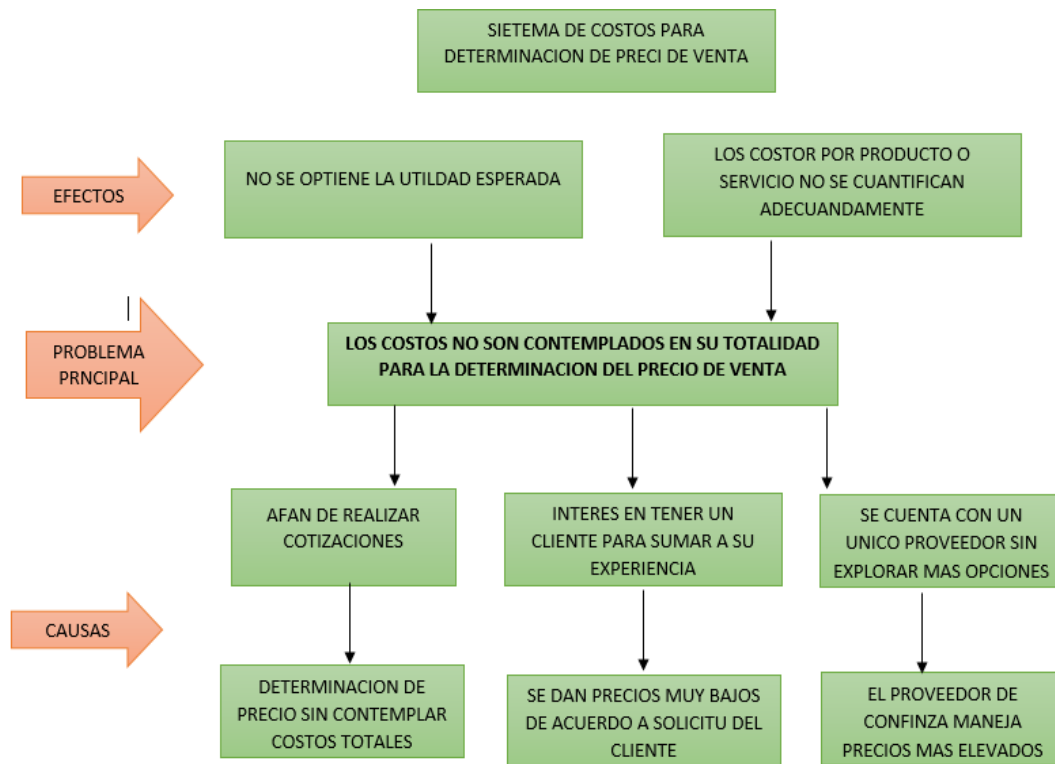 SIETEMA DE COSTOS PARA
DETERMINACION DE PRECI DE VENTA
EFECTOS
NO SE OPTIENE LA UTILDAD ESPERADA
LOS COSTOR POR PRODUCTO O
SERVICIO NO SE CUANTIFICAN
ADECUANDAMENTE
PROBLEMA
PRNCIPAL
LOS COSTOS NO SON CONTEMPLADOS EN SU TOTALIDAD
PARA LA DETERMINACION DEL PRECIO DE VENTA
AFAN DE REALIZAR
COTIZACIONES
INTERES EN TENER UN
CLIENTE PARA SUMAR A SU
EXPERIENCIA
SE CUENTA CON UN
UNICO PROVEEDOR SIN
EXPLORAR MAS OPCIONES
CAUSAS
DETERMINACION DE
PRECIO SIN CONTEMPLAR
COSTOS TOTALES
SE DAN PRECIOS MUY BAJOS
DE ACUERDO A SOLICITU DEL
CLIENTE
EL PROVEEDOR DE
CONFINZA MANEJA
PRECIOS MAS ELEVADOS